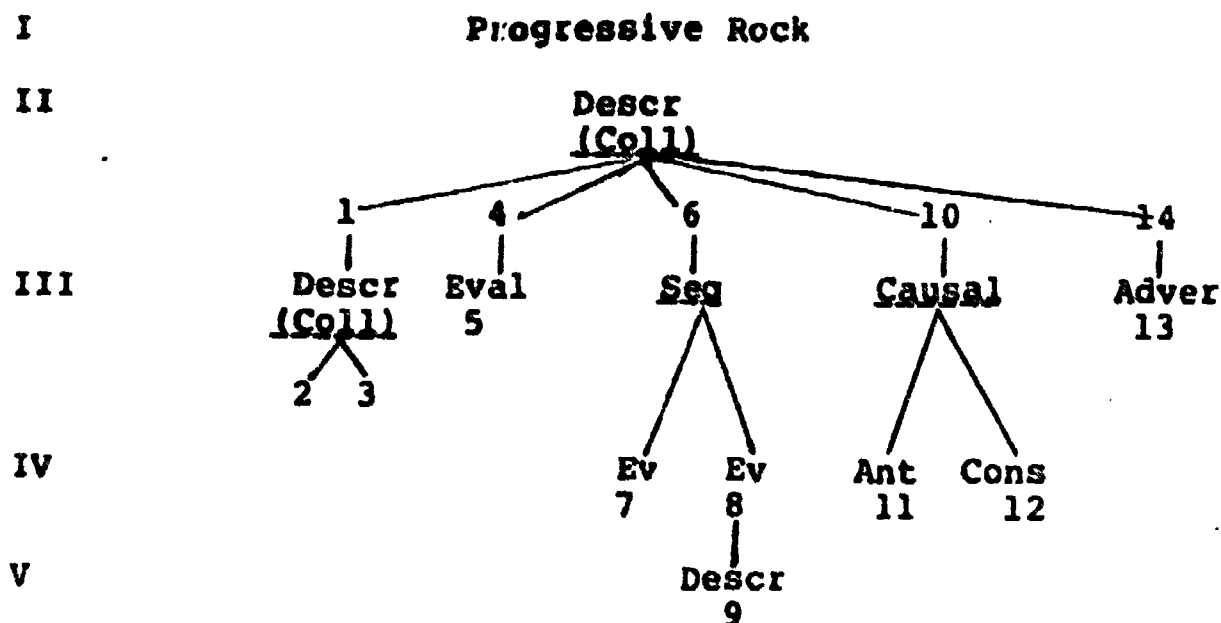 I Progressive Rock
II Descr
(Coll)
1 4 6 10 14
III Descr Eval Seg Causal Adver
(Coll) 5 13
2 3
IV Ev Ev Ant Cons
7 8 11 12
V Descr
9